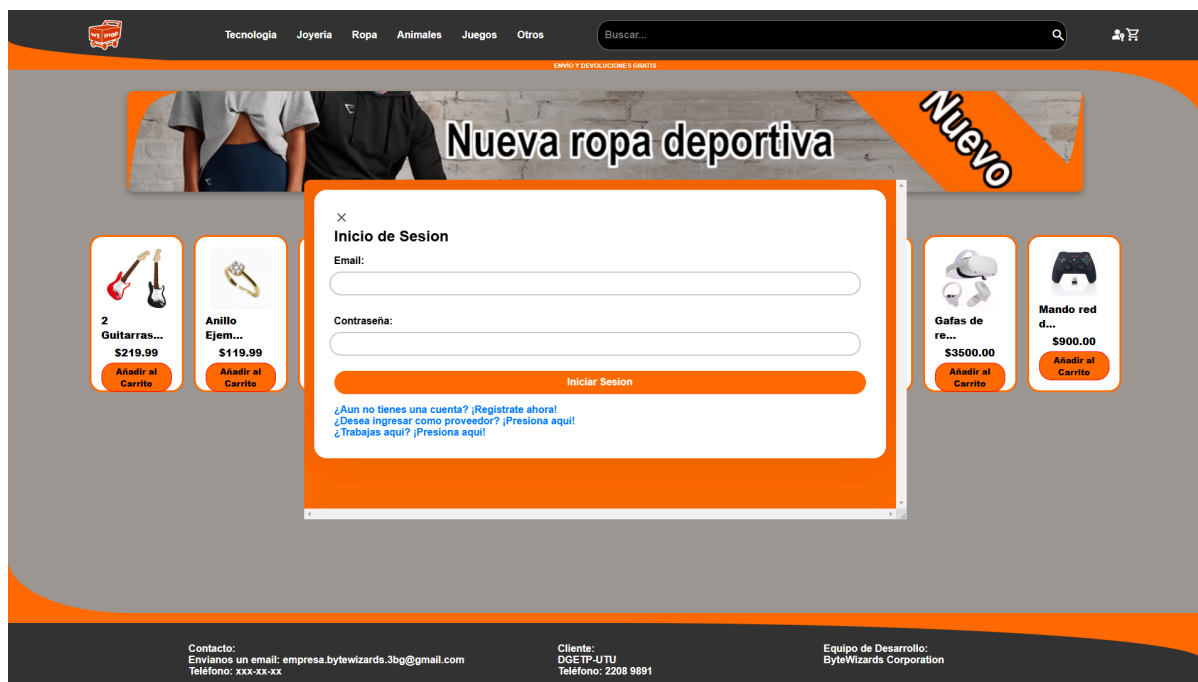 WE SHOP
Tecnologia Joyeria Ropa Animales Juegos Otros Buscar...
ENVÍO Y DEVOLUCIONES GRATIS
Nueva ropa deportiva
Nuevo
Inicio de Sesion
Email:
Contraseña:
Iniciar Sesion
¿Aun no tienes una cuenta? ¡Registrate ahora!
¿Desea ingresar como proveedor? ¡Presiona aqui!
¿Trabajas aqui? ¡Presiona aqui!
2
Guitarras...
$219.99
Añadir al
Carrito
Anillo
Ejem...
$119.99
Añadir al
Carrito
Gafas de
re...
$3500.00
Añadir al
Carrito
Mando red
d...
$900.00
Añadir al
Carrito
Contacto:
Envianos un email: empresa.bytewizards.3bg@gmail.com
Teléfono: xxx-xx-xx
Cliente:
DGETP-UTU
Teléfono: 2208 9891
Equipo de Desarrollo:
ByteWizards Corporation